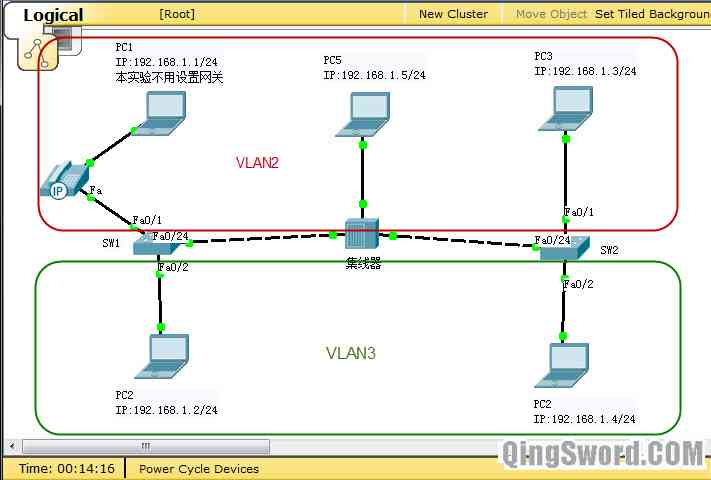 Logical
[Root]
New Cluster
Move Object
Set Tiled Backgroun
PC1
IP:192.168.1.1/24
本实验不用设置网关
PC5
IP:192.168.1.5/24
PC3
IP:192.168.1.3/24
VLAN2
IP
Fa
Fa0/1
Fa0/1
SW1
Fa0/24
Fa0/24
SW2
集线器
Fa0/2
Fa0/2
VLAN3
PC2
IP:192.168.1.2/24
PC2
IP:192.168.1.4/24
QingSword.COM
Time: 00:14:16
Power Cycle Devices